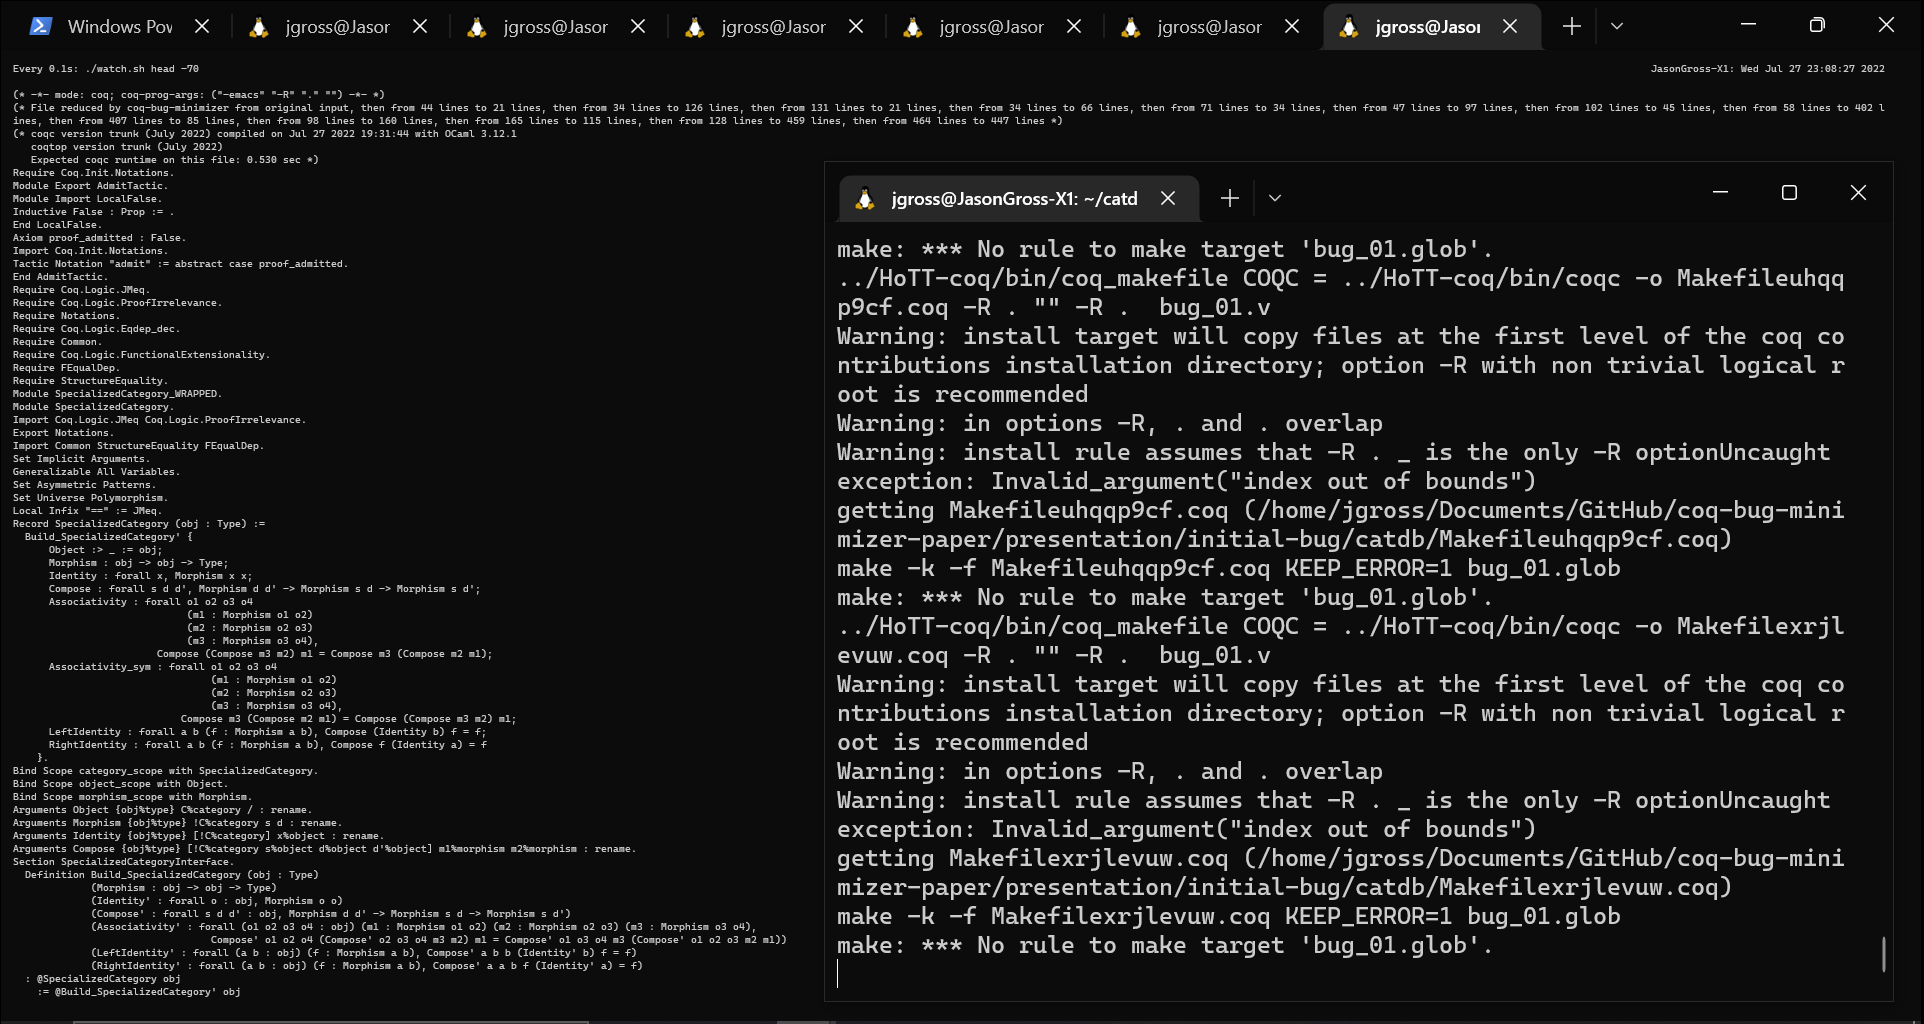 Windows Pow
jgross@Jasor
jgross@Jasor
jgross@Jasor
jgross@Jasor
jgross@Jasor
jgross@Jasor
Every 0.1s: ./watch.sh head -70
JasonGross-X1: Wed Jul 27 23:08:27 2022
(* -*- mode: coq; coq-prog-args: ("-emacs" "-R" "." "") -*- *)
(* File reduced by coq-bug-minimizer from original input, then from 44 lines to 21 lines, then from 34 lines to 126 lines, then from 131 lines to 21 lines, then from 34 lines to 66 lines, then from 71 lines to 34 lines, then from 47 lines to 97 lines, then from 102 lines to 45 lines, then from 58 lines to 402 l
ines, then from 407 lines to 85 lines, then from 98 lines to 160 lines, then from 165 lines to 115 lines, then from 128 lines to 459 lines, then from 464 lines to 447 lines *)
(* coqc version trunk (July 2022) compiled on Jul 27 2022 19:31:44 with OCaml 3.12.1
   coqtop version trunk (July 2022)
   Expected coqc runtime on this file: 0.530 sec *)
Require Coq.Init.Notations.
Module Export AdmitTactic.
Module Import LocalFalse.
Inductive False : Prop := .
End LocalFalse.
Axiom proof_admitted : False.
Import Coq.Init.Notations.
Tactic Notation "admit" := abstract case proof_admitted.
End AdmitTactic.
Require Coq.Logic.JMeq.
Require Coq.Logic.ProofIrrelevance.
Require Notations.
Require Coq.Logic.Eqdep_dec.
Require Common.
Require Coq.Logic.FunctionalExtensionality.
Require FEqualDep.
Require StructureEquality.
Module SpecializedCategory_WRAPPED.
Module SpecializedCategory.
Import Coq.Logic.JMeq Coq.Logic.ProofIrrelevance.
Export Notations.
Import Common StructureEquality FEqualDep.
Set Implicit Arguments.
Generalizable All Variables.
Set Asymmetric Patterns.
Set Universe Polymorphism.
Local Infix "==" := JMeq.
Record SpecializedCategory (obj : Type) :=
  Build_SpecializedCategory' {
      Object :> _ := obj;
      Morphism : obj -> obj -> Type;
      Identity : forall x, Morphism x x;
      Compose : forall s d d', Morphism d d' -> Morphism s d -> Morphism s d';
      Associativity : forall o1 o2 o3 o4
                             (m1 : Morphism o1 o2)
                             (m2 : Morphism o2 o3)
                             (m3 : Morphism o3 o4),
                        Compose (Compose m3 m2) m1 = Compose m3 (Compose m2 m1);
      Associativity_sym : forall o1 o2 o3 o4
                                 (m1 : Morphism o1 o2)
                                 (m2 : Morphism o2 o3)
                                 (m3 : Morphism o3 o4),
                            Compose m3 (Compose m2 m1) = Compose (Compose m3 m2) m1;
      LeftIdentity : forall a b (f : Morphism a b), Compose (Identity b) f = f;
      RightIdentity : forall a b (f : Morphism a b), Compose f (Identity a) = f
    }.
Bind Scope category_scope with SpecializedCategory.
Bind Scope object_scope with Object.
Bind Scope morphism_scope with Morphism.
Arguments Object {obj%type} C%category / : rename.
Arguments Morphism {obj%type} !C%category s d : rename.
Arguments Identity {obj%type} [!C%category] x%object : rename.
Arguments Compose {obj%type} [!C%category s%object d%object d'%object] m1%morphism m2%morphism : rename.
Section SpecializedCategoryInterface.
  Definition Build_SpecializedCategory (obj : Type)
             (Morphism : obj -> obj -> Type)
             (Identity' : forall o : obj, Morphism o o)
             (Compose' : forall s d d' : obj, Morphism d d' -> Morphism s d -> Morphism s d')
             (Associativity' : forall (o1 o2 o3 o4 : obj) (m1 : Morphism o1 o2) (m2 : Morphism o2 o3) (m3 : Morphism o3 o4),
                                 Compose' o1 o2 o4 (Compose' o2 o3 o4 m3 m2) m1 = Compose' o1 o3 o4 m3 (Compose' o1 o2 o3 m2 m1))
             (LeftIdentity' : forall (a b : obj) (f : Morphism a b), Compose' a b b (Identity' b) f = f)
             (RightIdentity' : forall (a b : obj) (f : Morphism a b), Compose' a a b f (Identity' a) = f)
  : @SpecializedCategory obj
    := @Build_SpecializedCategory' obj
jgross@JasonGross-X1: ~/catd
make: *** No rule to make target 'bug_01.glob'.
../HoTT-coq/bin/coq_makefile COQC = ../HoTT-coq/bin/coqc -o Makefileuhqq
p9cf.coq -R . "" -R .  bug_01.v
Warning: install target will copy files at the first level of the coq co
ntributions installation directory; option -R with non trivial logical r
oot is recommended
Warning: in options -R, . and . overlap
Warning: install rule assumes that -R . _ is the only -R optionUncaught
exception: Invalid_argument("index out of bounds")
getting Makefileuhqqp9cf.coq (/home/jgross/Documents/GitHub/coq-bug-mini
mizer-paper/presentation/initial-bug/catdb/Makefileuhqqp9cf.coq)
make -k -f Makefileuhqqp9cf.coq KEEP_ERROR=1 bug_01.glob
make: *** No rule to make target 'bug_01.glob'.
../HoTT-coq/bin/coq_makefile COQC = ../HoTT-coq/bin/coqc -o Makefilexrjl
evuw.coq -R . "" -R .  bug_01.v
Warning: install target will copy files at the first level of the coq co
ntributions installation directory; option -R with non trivial logical r
oot is recommended
Warning: in options -R, . and . overlap
Warning: install rule assumes that -R . _ is the only -R optionUncaught
exception: Invalid_argument("index out of bounds")
getting Makefilexrjlevuw.coq (/home/jgross/Documents/GitHub/coq-bug-mini
mizer-paper/presentation/initial-bug/catdb/Makefilexrjlevuw.coq)
make -k -f Makefilexrjlevuw.coq KEEP_ERROR=1 bug_01.glob
make: *** No rule to make target 'bug_01.glob'.